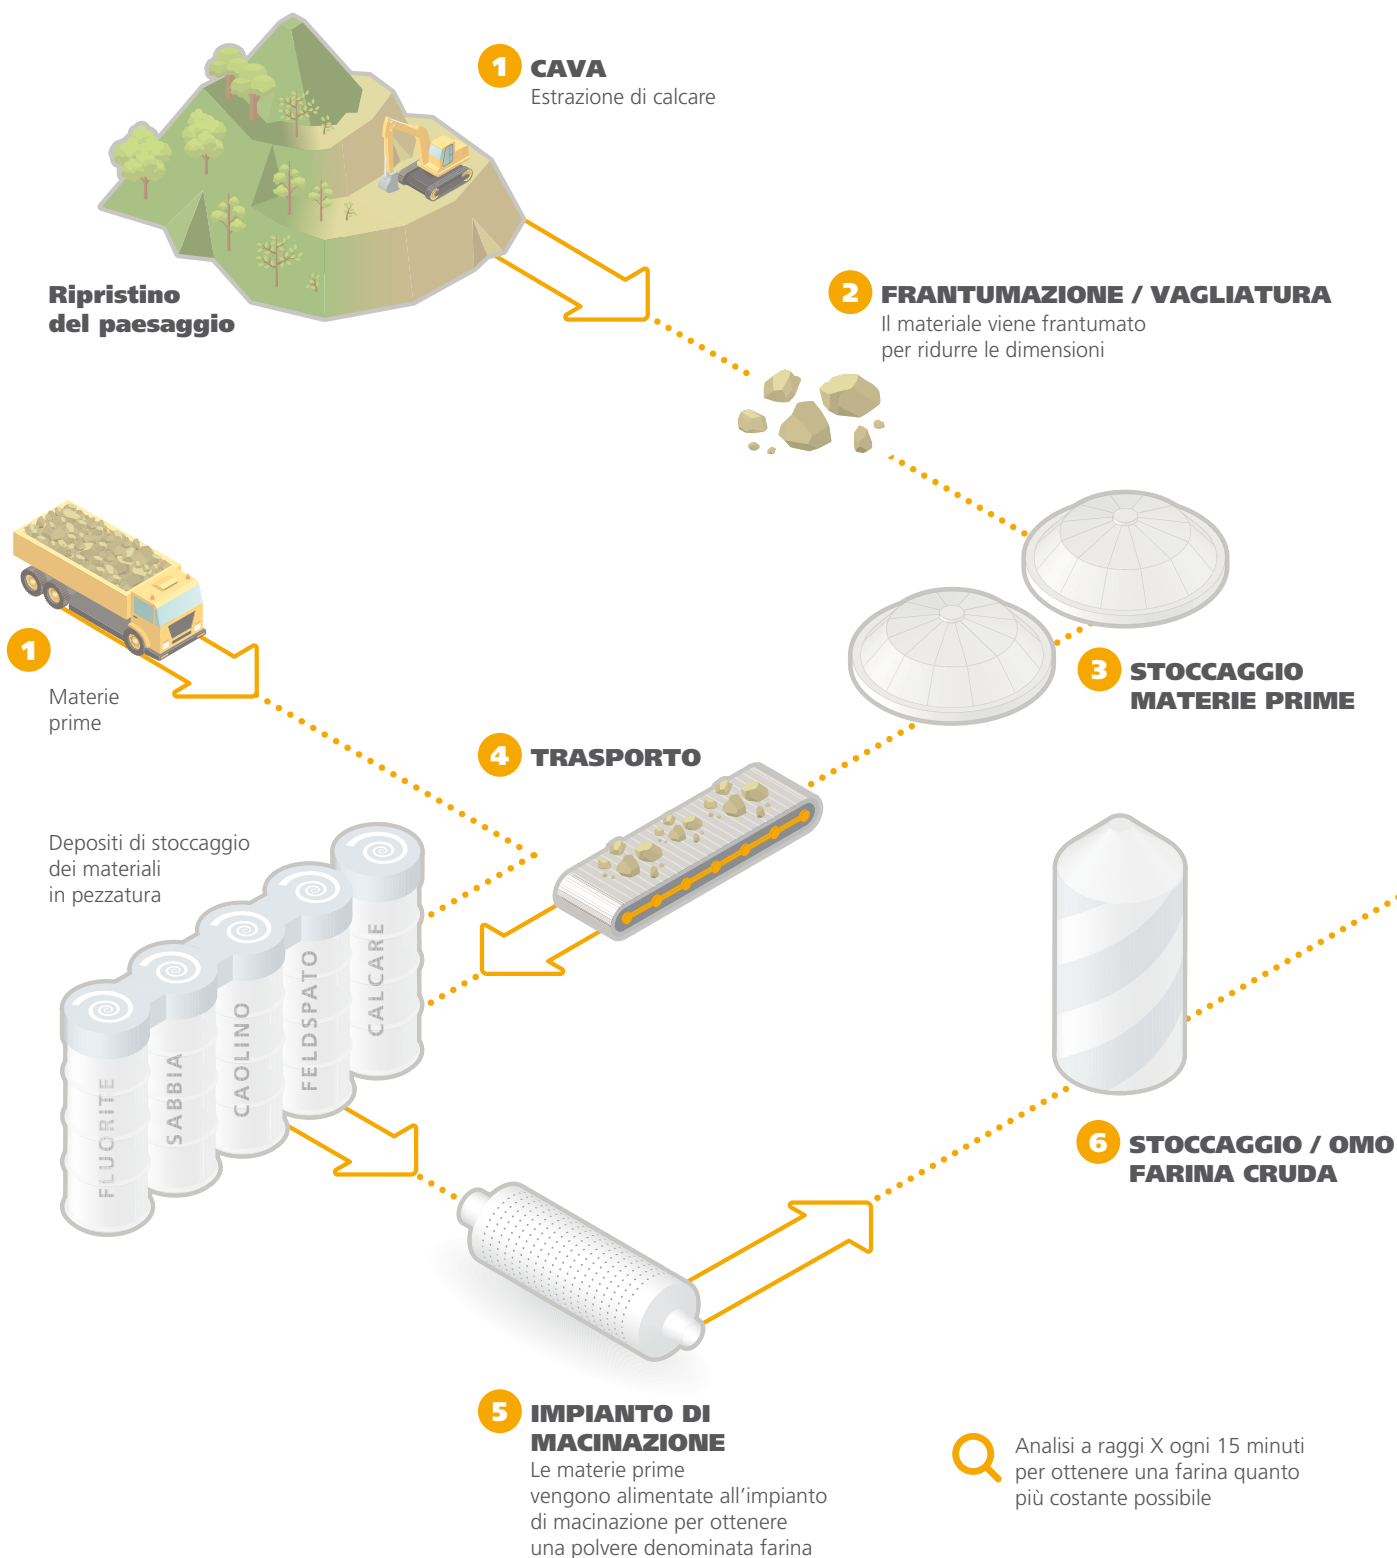 1 CAVA
Estrazione di calcare
Ripristino
del paesaggio
2 FRANTUMAZIONE / VAGLIATURA
Il materiale viene frantumato
per ridurre le dimensioni
1
Materie
prime
3 STOCCAGGIO
MATERIE PRIME
4 TRASPORTO
Depositi di stoccaggio
dei materiali
in pezzatura
FLUORITE
SABBIA
CAOLINO
FELDSPATO
CALCARE
6 STOCCAGGIO / OMO
FARINA CRUDA
5 IMPIANTO DI
MACINAZIONE
Le materie prime
vengono alimentate all'impianto
di macinazione per ottenere
una polvere denominata farina
Analisi a raggi X ogni 15 minuti
per ottenere una farina quanto
più costante possibile